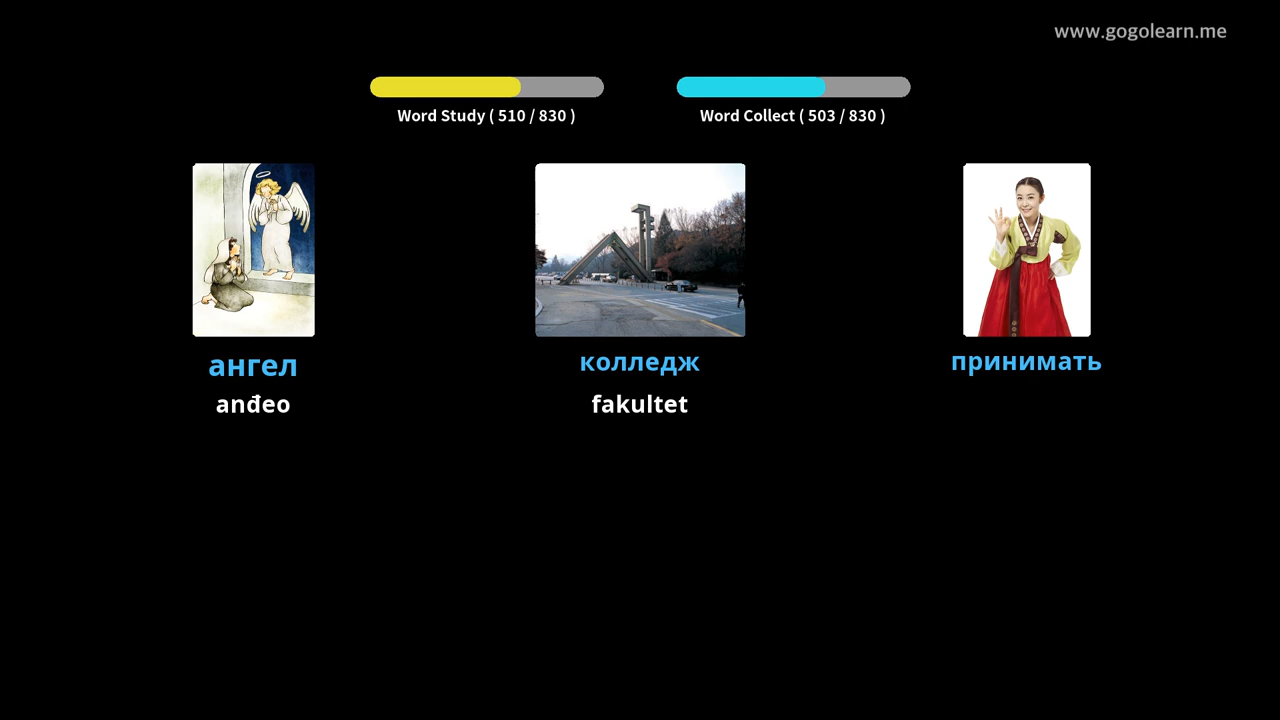 www.gogolearn.me
Word Study ( 510 / 830 )
Word Collect ( 503 / 830 )
ангел
колледж
принимать
anđeo
fakultet